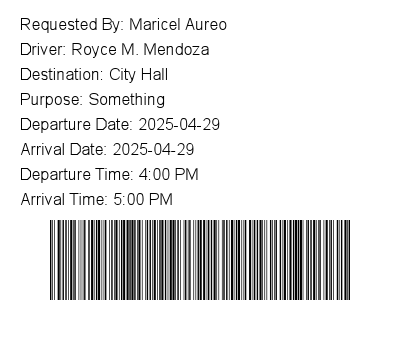 Requested By: Maricel Aureo
Driver: Royce M. Mendoza
Destination: City Hall
Purpose: Something
Departure Date: 2025-04-29
Arrival Date: 2025-04-29
Departure Time: 4:00 PM
Arrival Time: 5:00 PM